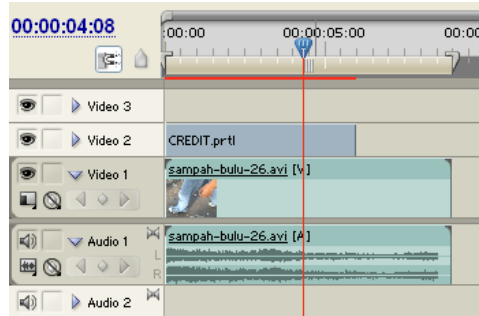 00:00:04:08
:00:00 00:00:05:00 00:00
Video 3
Video 2 CREDIT.prtl
Video 1 sampah-bulu-26.avi [V]
Audio 1 sampah-bulu-26.avi [A]
L
R
Audio 2